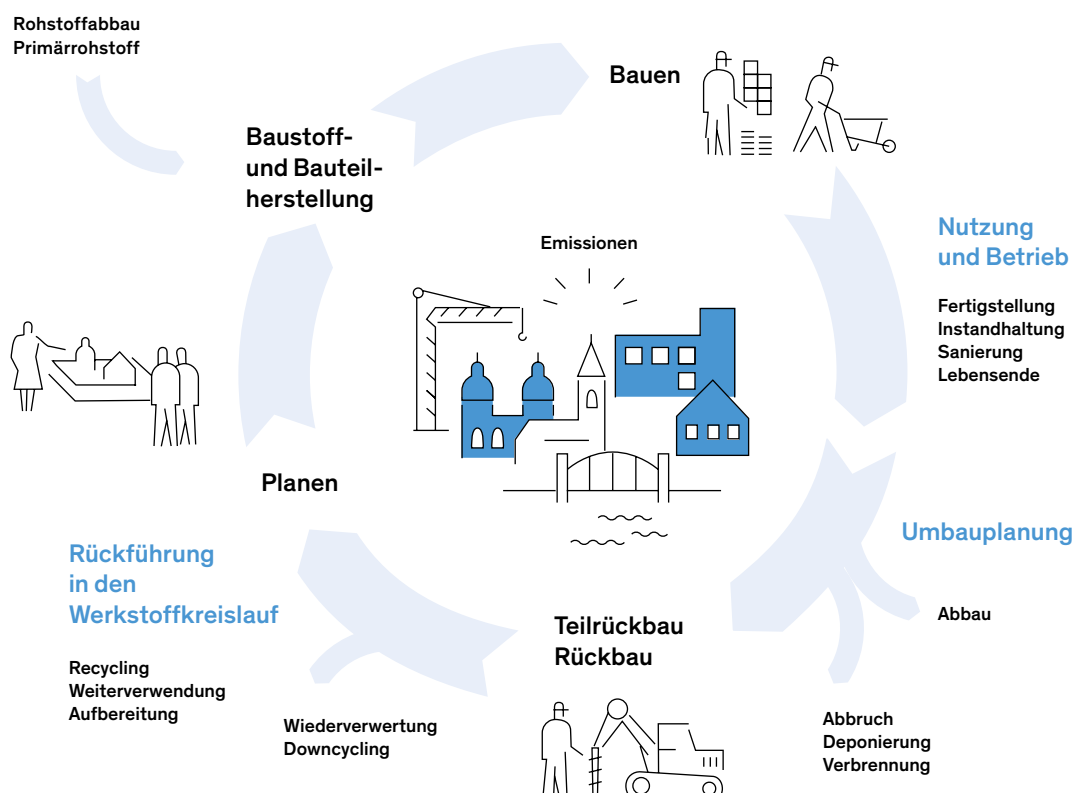 Rohstoffabbau
Primärrohstoff
Bauen
Baustoff-
und Bauteil-
herstellung
Nutzung
und Betrieb
Fertigstellung
Instandhaltung
Sanierung
Lebensende
Emissionen
Planen
Umbauplanung
Abbau
Abbruch
Deponierung
Verbrennung
Teilrückbau
Rückbau
Wiederverwertung
Downcycling
Rückführung
in den
Werkstoffkreislauf
Recycling
Weiterverwendung
Aufbereitung